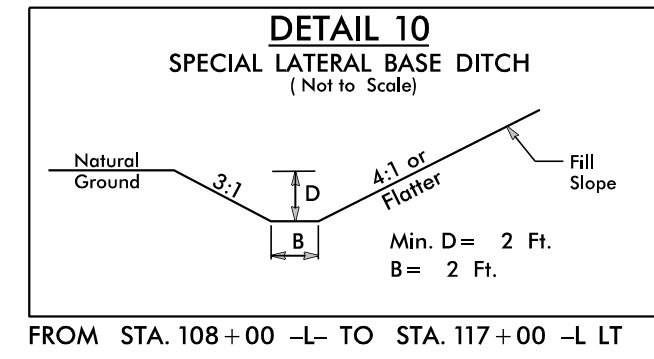 DETAIL 10
SPECIAL LATERAL BASE DITCH
( Not to Scale)
Natural
Ground
3:1
D
4:1 or
Flatter
Fill
Slope
B
Min. D= 2 Ft.
B= 2 Ft.
FROM STA. 108+00 -L- TO STA. 117+00 -L LT